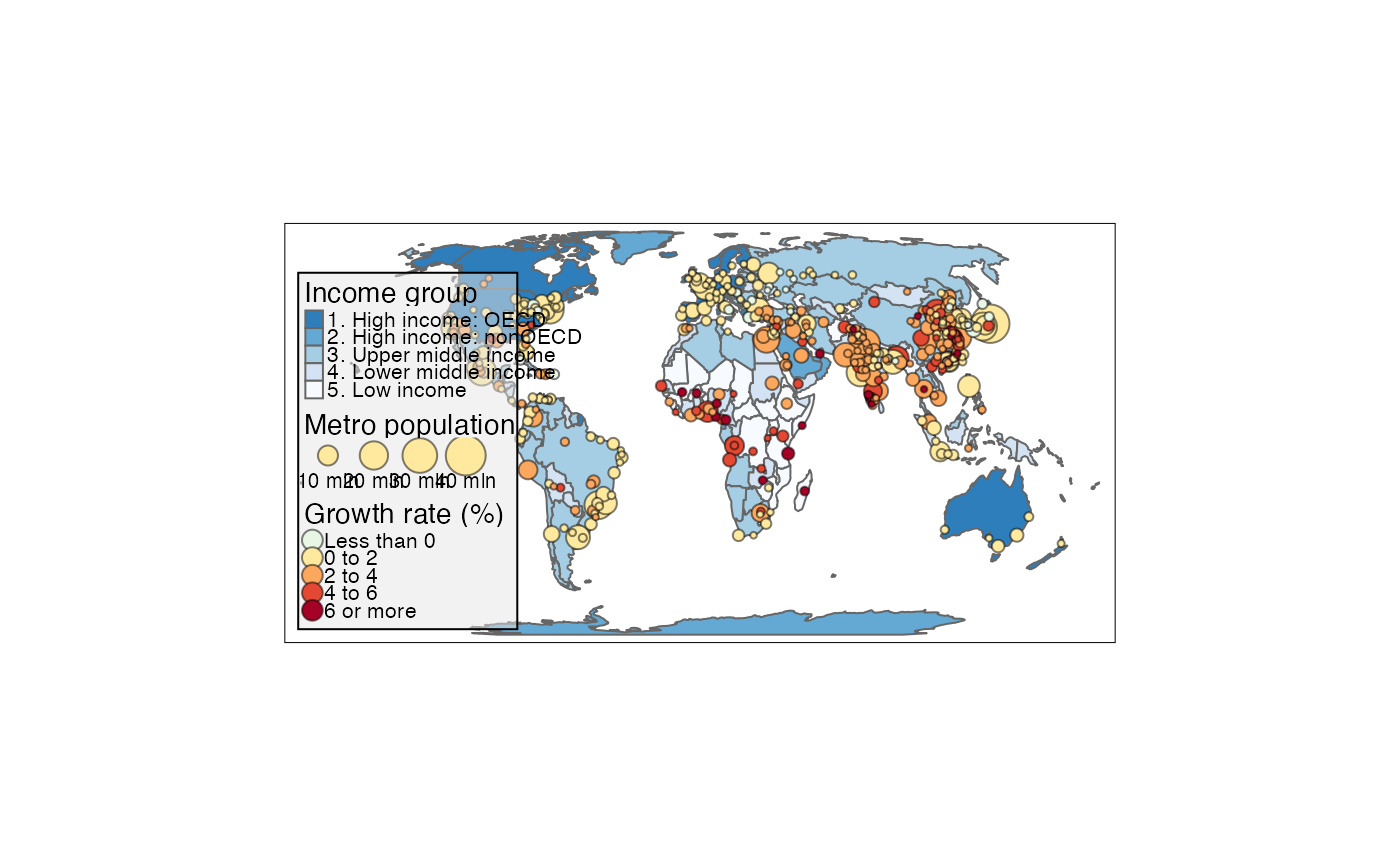 Income group
1. High income: OECD
2. High income: nonOECD
3. Upper middle income
4. Lower middle income
5. Low income
Metro population
10 mln 20 mln 30 mln 40 mln
Growth rate (%)
Less than 0
0 to 2
2 to 4
4 to 6
6 or more